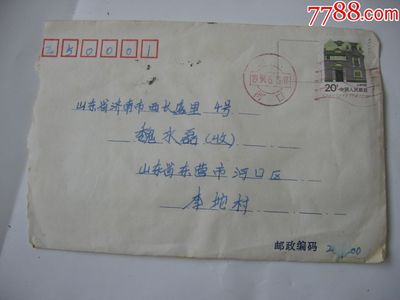 7788.com
250001
20分 中国人民邮政
山东省济南市西长盛里4号
魏水磊(收)
山东省东营市河口区
李坨村
邮政编码